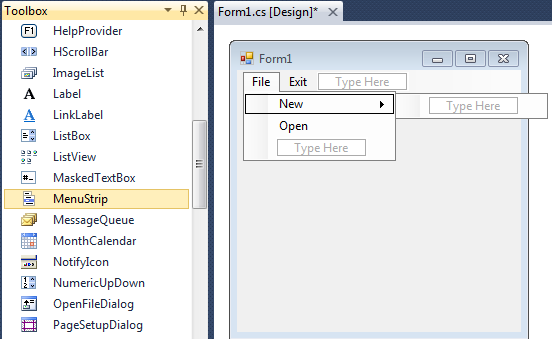 Toolbox
HelpProvider
HScrollBar
ImageList
Label
LinkLabel
ListBox
ListView
MaskedTextBox
MenuStrip
MessageQueue
MonthCalendar
NotifyIcon
NumericUpDown
OpenFileDialog
PageSetupDialog
Form1.cs [Design]*
Form1
File Exit Type Here
New Type Here
Open
Type Here